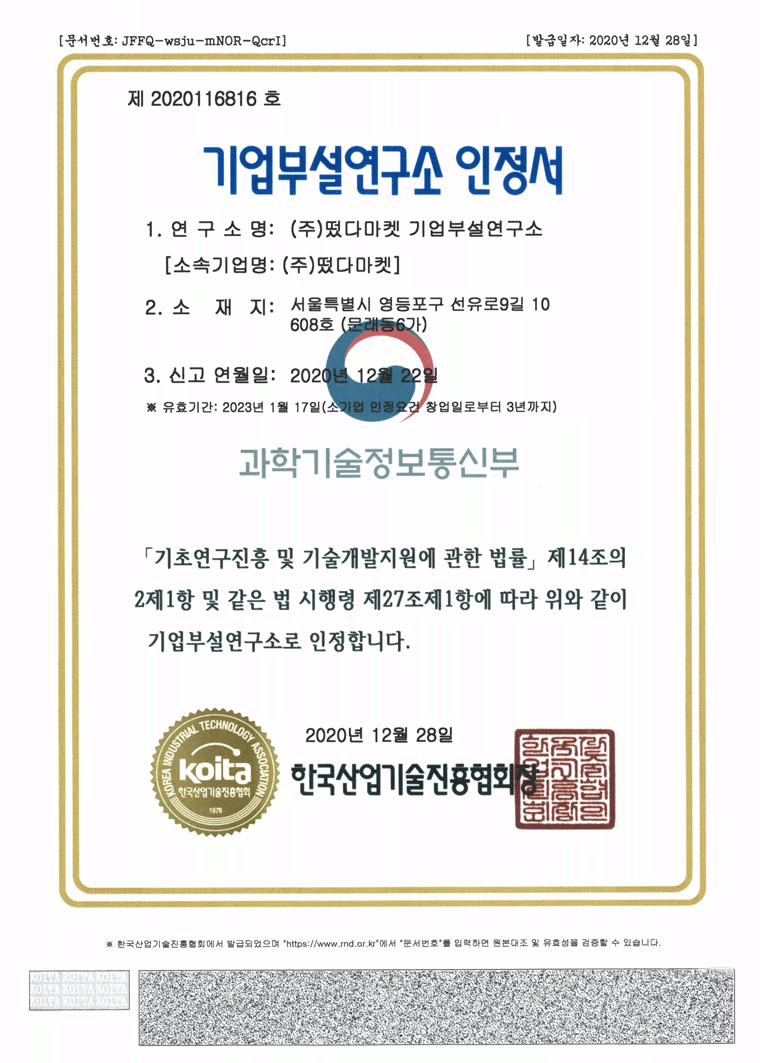 [문서번호: JFFQ-wsju-mNOR-QcrI]
[발급일자: 2020년 12월 28일]
제 2020116816 호
기업부설연구소 인정서
1. 연 구 소 명: (주)떴다마켓 기업부설연구소
[소속기업명: (주)떴다마켓]
2. 소 재 지: 서울특별시 영등포구 선유로9길 10
608호 (문래동6가)
3. 신고 연월일: 2020년 12월 22일
※ 유효기간: 2023년 1월 17일(소기업 인정요건 창업일로부터 3년까지)
과학기술정보통신부
「기초연구진흥 및 기술개발지원에 관한 법률」 제14조의
2제1항 및 같은 법 시행령 제27조제1항에 따라 위와 같이
기업부설연구소로 인정합니다.
2020년 12월 28일
한국산업기술진흥협회장
KOREA INDUSTRIAL TECHNOLOGY ASSOCIATION
koita
한국산업기술진흥협회
1979
※ 한국산업기술진흥협회에서 발급되었으며 "https://www.rnd.or.kr"에서 "문서번호"를 입력하면 원본대조 및 유효성을 검증할 수 있습니다.
KOITA KOITA KOITA
KOITA KOITA KOITA
KOITA KOITA KOITA